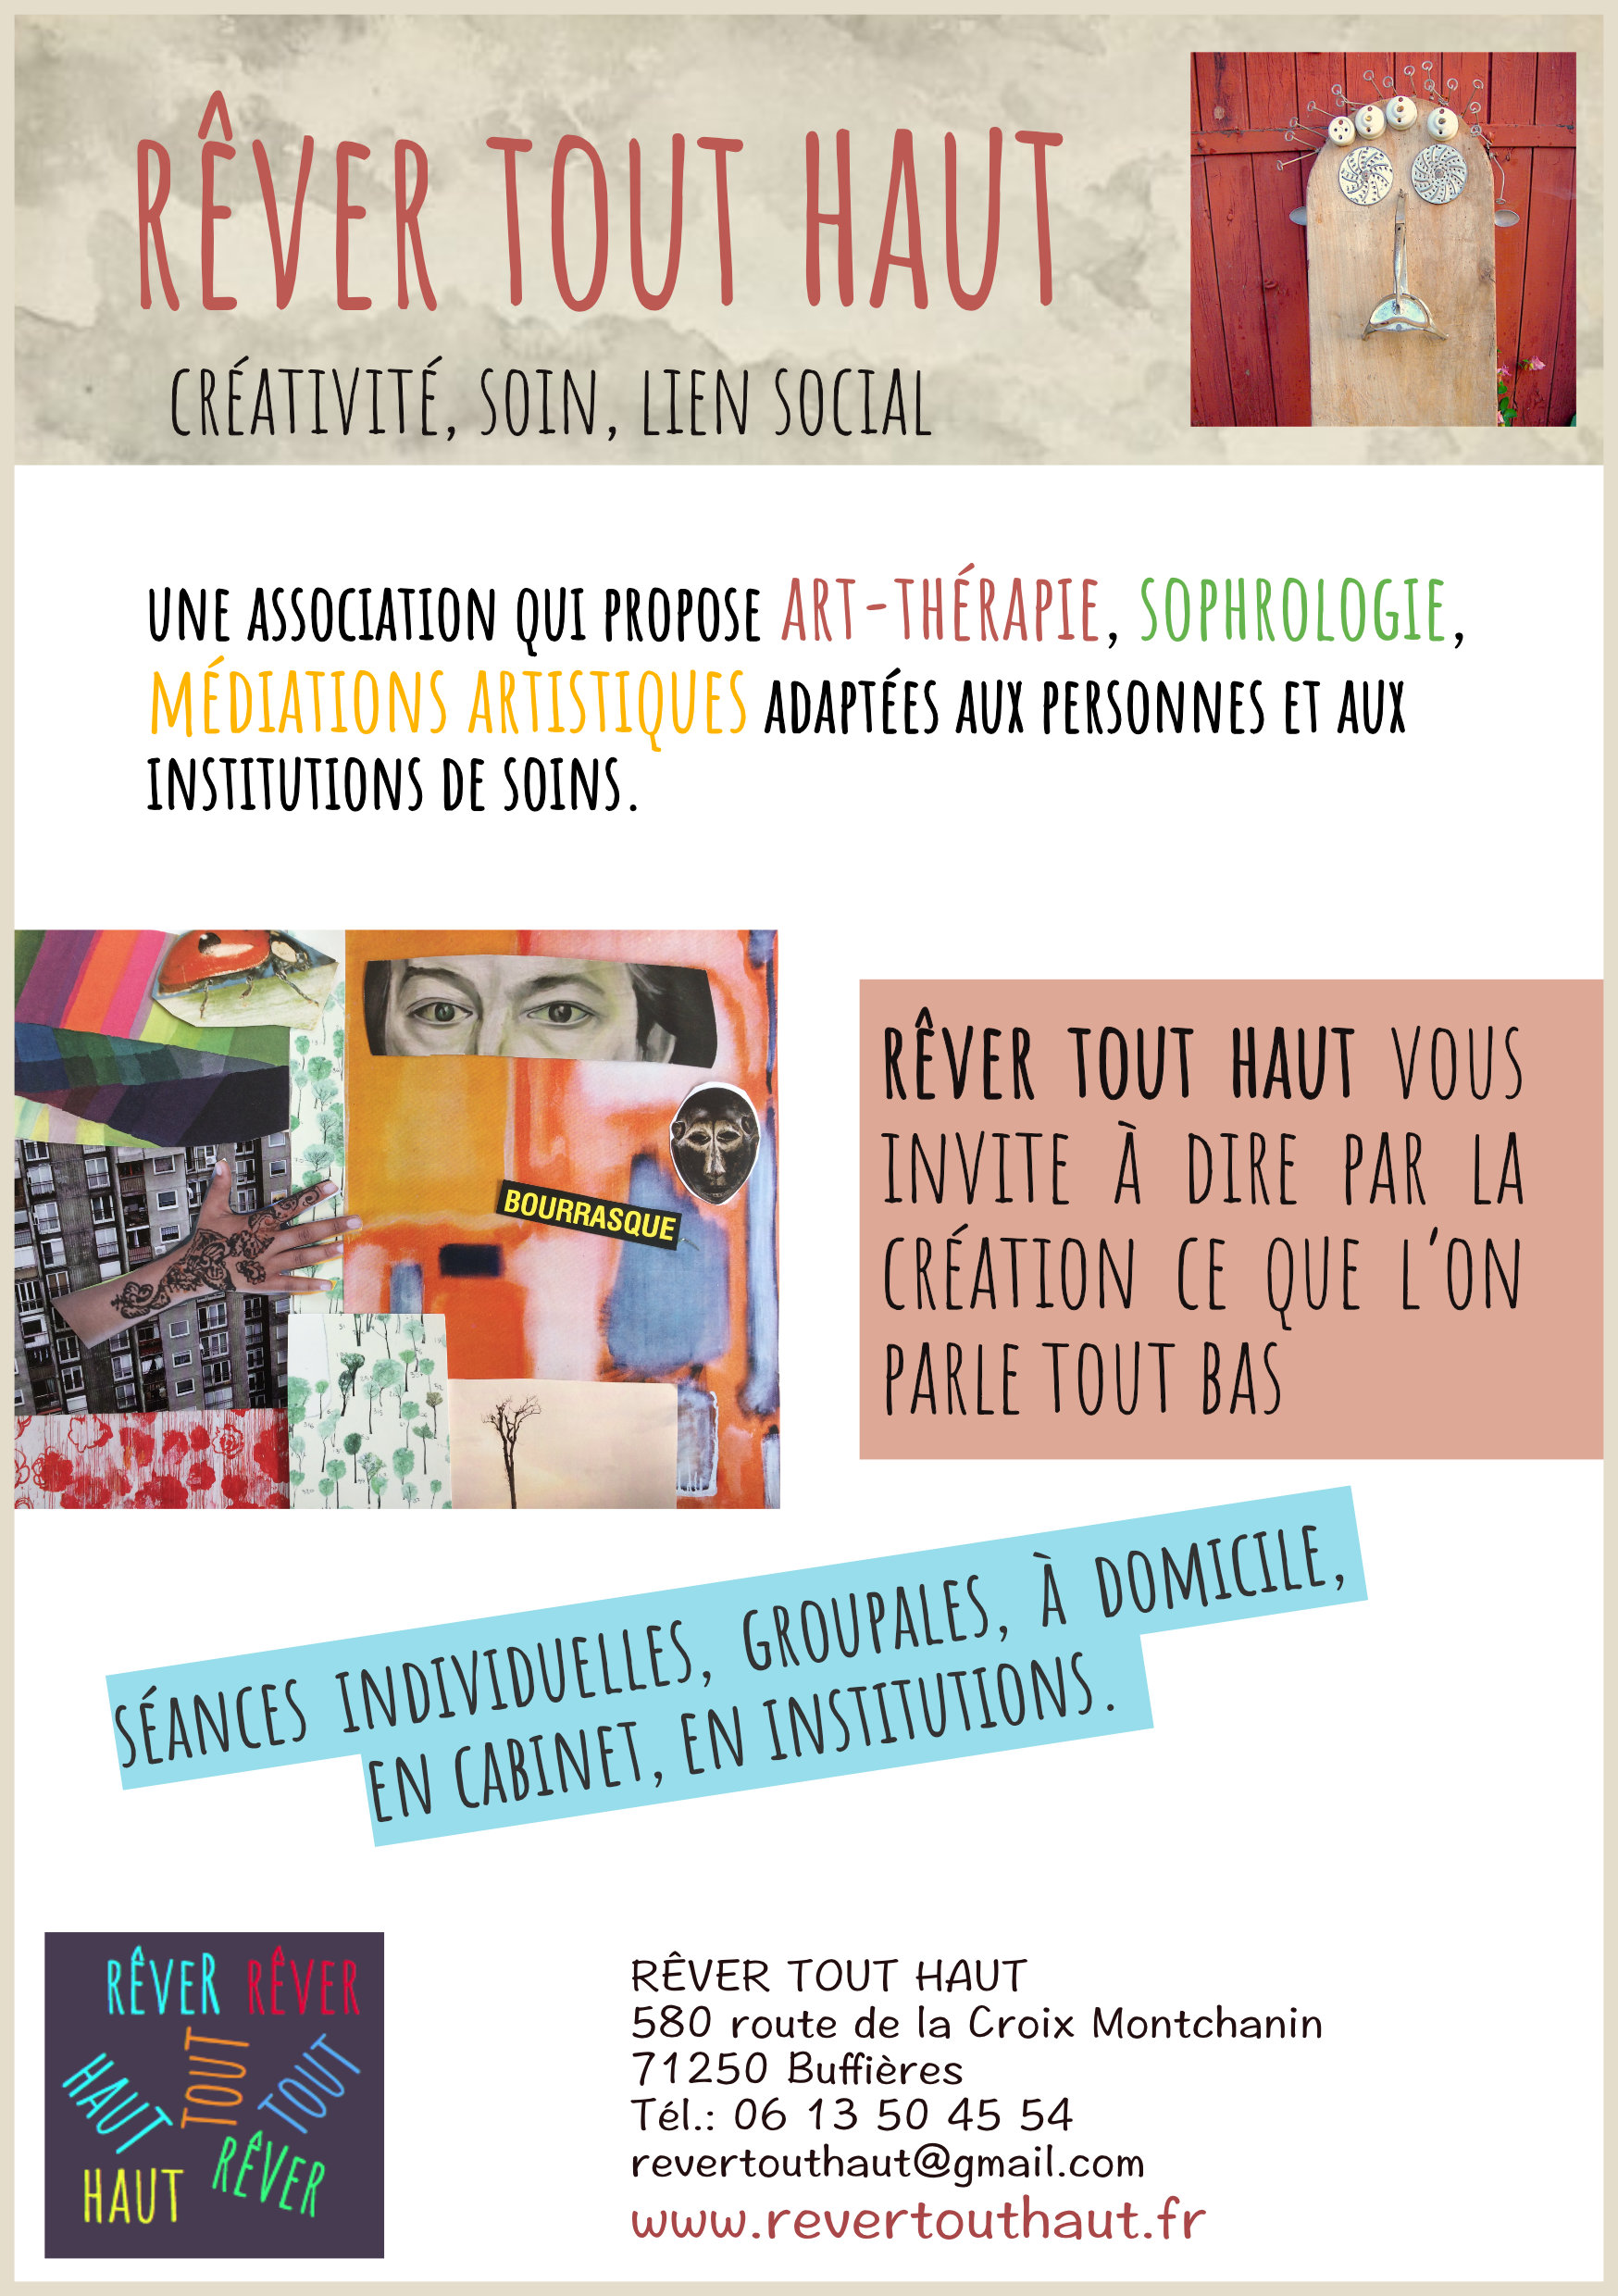 RÊVER TOUT HAUT
CRÉATIVITÉ, SOIN, LIEN SOCIAL
UNE ASSOCIATION QUI PROPOSE ART-THÉRAPIE, SOPHROLOGIE,
MÉDIATIONS ARTISTIQUES ADAPTÉES AUX PERSONNES ET AUX
INSTITUTIONS DE SOINS.
BOURRASQUE
RÊVER TOUT HAUT VOUS
INVITE À DIRE PAR LA
CRÉATION CE QUE L'ON
PARLE TOUT BAS
SÉANCES INDIVIDUELLES, GROUPALES, À DOMICILE,
EN CABINET, EN INSTITUTIONS.
RÊVER RÊVER
HAUT TOUT TOUT
HAUT RÊVER
RÊVER TOUT HAUT
580 route de la Croix Montchanin
71250 Buffières
Tél.: 06 13 50 45 54
revertouthaut@gmail.com
www.revertouthaut.fr